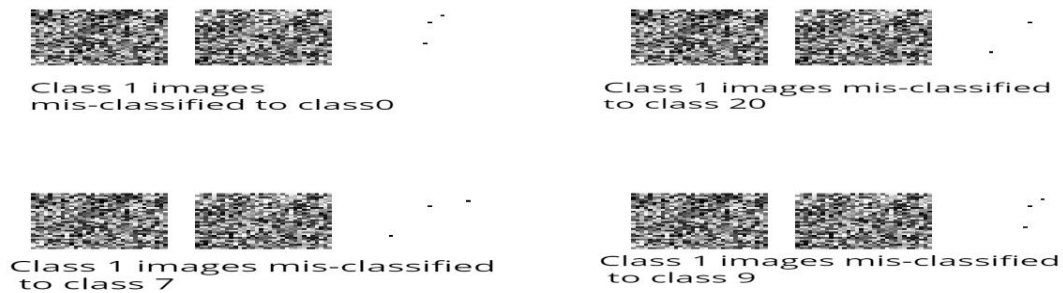 Class 1 images
mis-classified to class0
Class 1 images mis-classified
to class 20
Class 1 images mis-classified
to class 7
Class 1 images mis-classified
to class 9